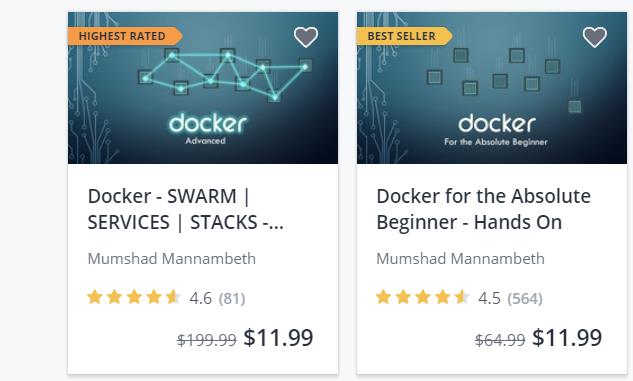 HIGHEST RATED
docker
Advanced
Docker - SWARM |
SERVICES | STACKS -...
Mumshad Mannambeth
4.6 (81)
$199.99 $11.99
BEST SELLER
docker
For the Absolute Beginner
Docker for the Absolute
Beginner - Hands On
Mumshad Mannambeth
4.5 (564)
$64.99 $11.99